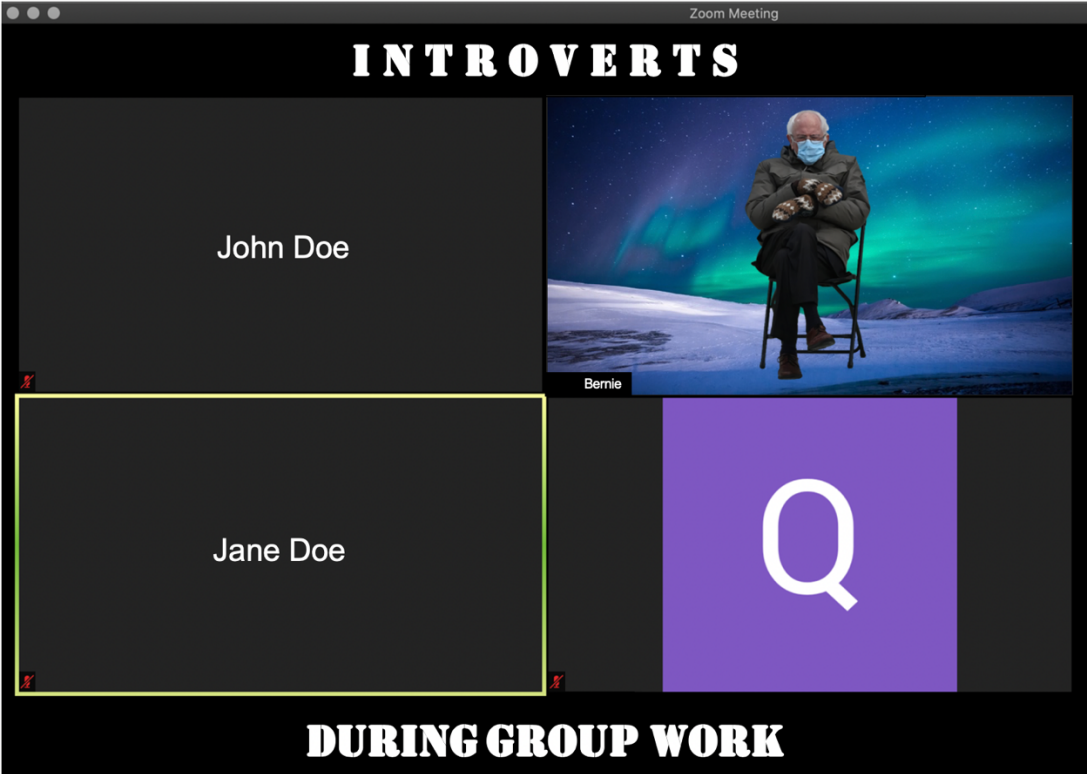 Zoom Meeting
INTROVERTS
John Doe
Bernie
Jane Doe
Q
DURING GROUP WORK